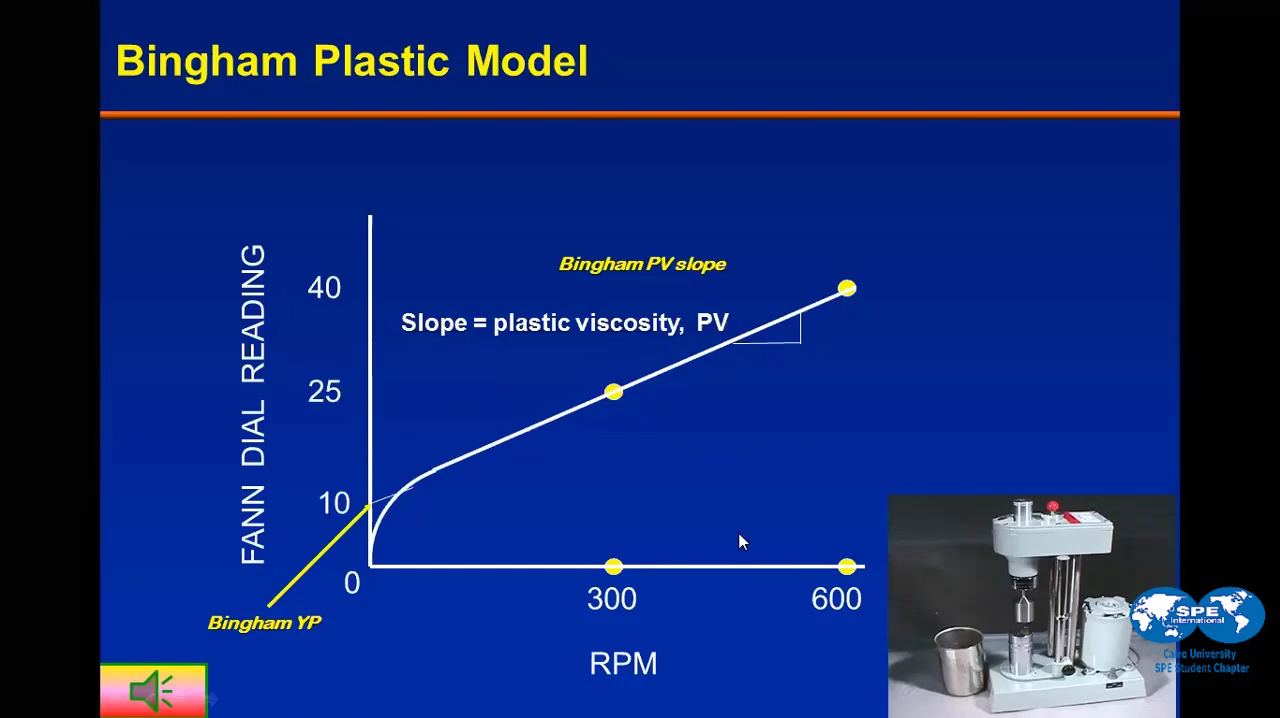 Bingham Plastic Model
FANN DIAL READING
40
25
10
0
Bingham PV slope
Slope = plastic viscosity, PV
Bingham YP
300
600
RPM
SPE
International
Cairo University
SPE Student Chapter